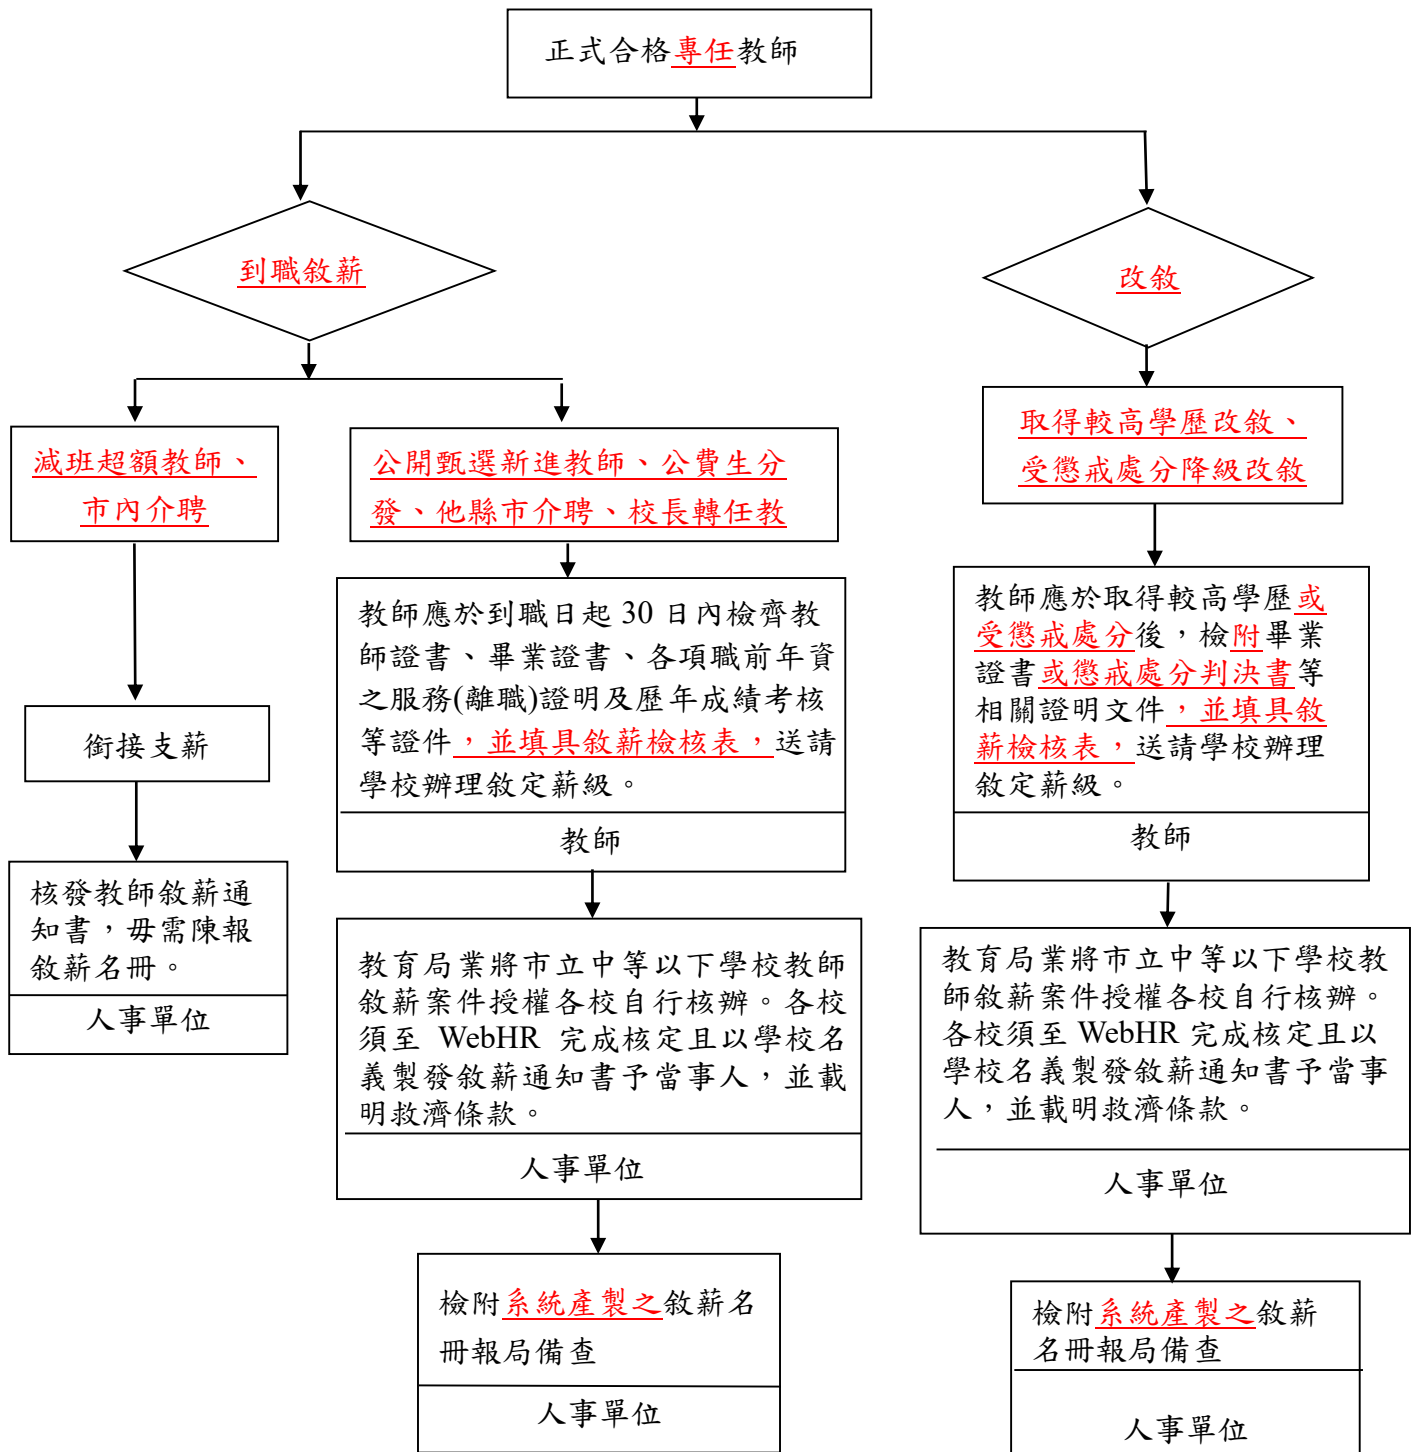 正式合格專任教師
到職敘薪
改敘
減班超額教師、
市內介聘
公開甄選新進教師、公費生分
發、他縣市介聘、校長轉任教
取得較高學歷改敘、
受懲戒處分降級改敘
銜接支薪
核發教師敘薪通
知書，毋需陳報
敘薪名冊。
人事單位
教師應於到職日起 30 日內檢齊教
師證書、畢業證書、各項職前年資
之服務(離職)證明及歷年成績考核
等證件，並填具敘薪檢核表，送請
學校辦理敘定薪級。
教師
教育局業將市立中等以下學校教師
敘薪案件授權各校自行核辦。各校
須至 WebHR 完成核定且以學校名
義製發敘薪通知書予當事人，並載
明救濟條款。
人事單位
檢附系統產製之敘薪名
冊報局備查
人事單位
教師應於取得較高學歷或
受懲戒處分後，檢附畢業
證書或懲戒處分判決書等
相關證明文件，並填具敘
薪檢核表，送請學校辦理
敘定薪級。
教師
教育局業將市立中等以下學校教
師敘薪案件授權各校自行核辦。
各校須至 WebHR 完成核定且以
學校名義製發敘薪通知書予當事
人，並載明救濟條款。
人事單位
檢附系統產製之敘薪
名冊報局備查
人事單位